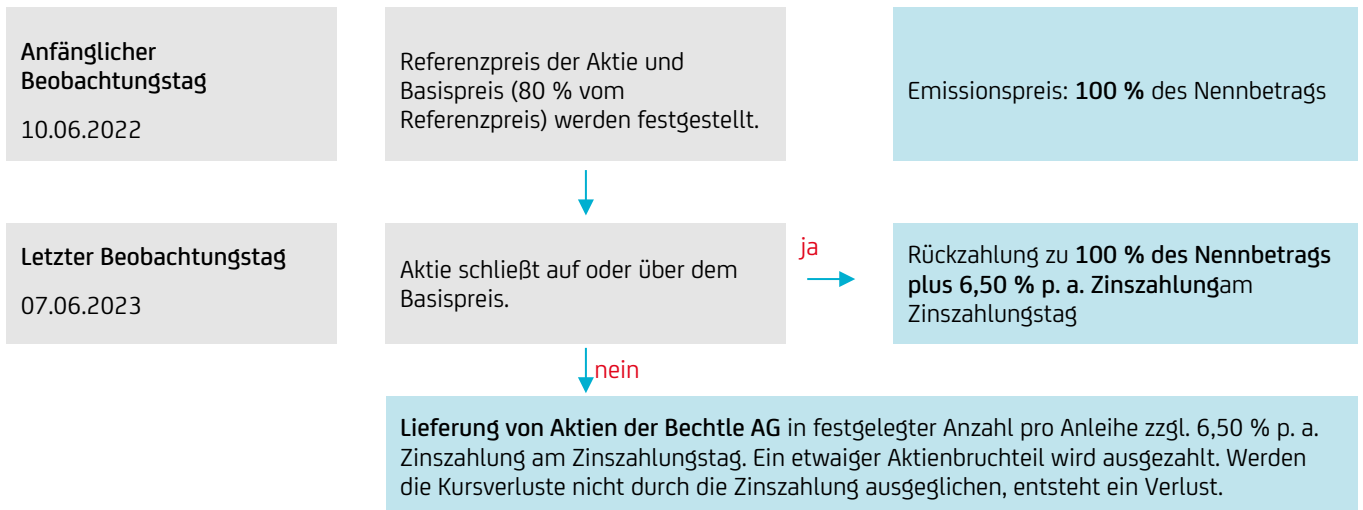 Anfänglicher
Beobachtungstag
10.06.2022
Referenzpreis der Aktie und
Basispreis (80 % vom
Referenzpreis) werden festgestellt.
Emissionspreis: 100 % des Nennbetrags
Letzter Beobachtungstag
07.06.2023
Aktie schließt auf oder über dem
Basispreis.
ja
Rückzahlung zu 100 % des Nennbetrags
plus 6,50 % p. a. Zinszahlungam
Zinszahlungstag
nein
Lieferung von Aktien der Bechtle AG in festgelegter Anzahl pro Anleihe zzgl. 6,50 % p. a.
Zinszahlung am Zinszahlungstag. Ein etwaiger Aktienbruchteil wird ausgezahlt. Werden
die Kursverluste nicht durch die Zinszahlung ausgeglichen, entsteht ein Verlust.